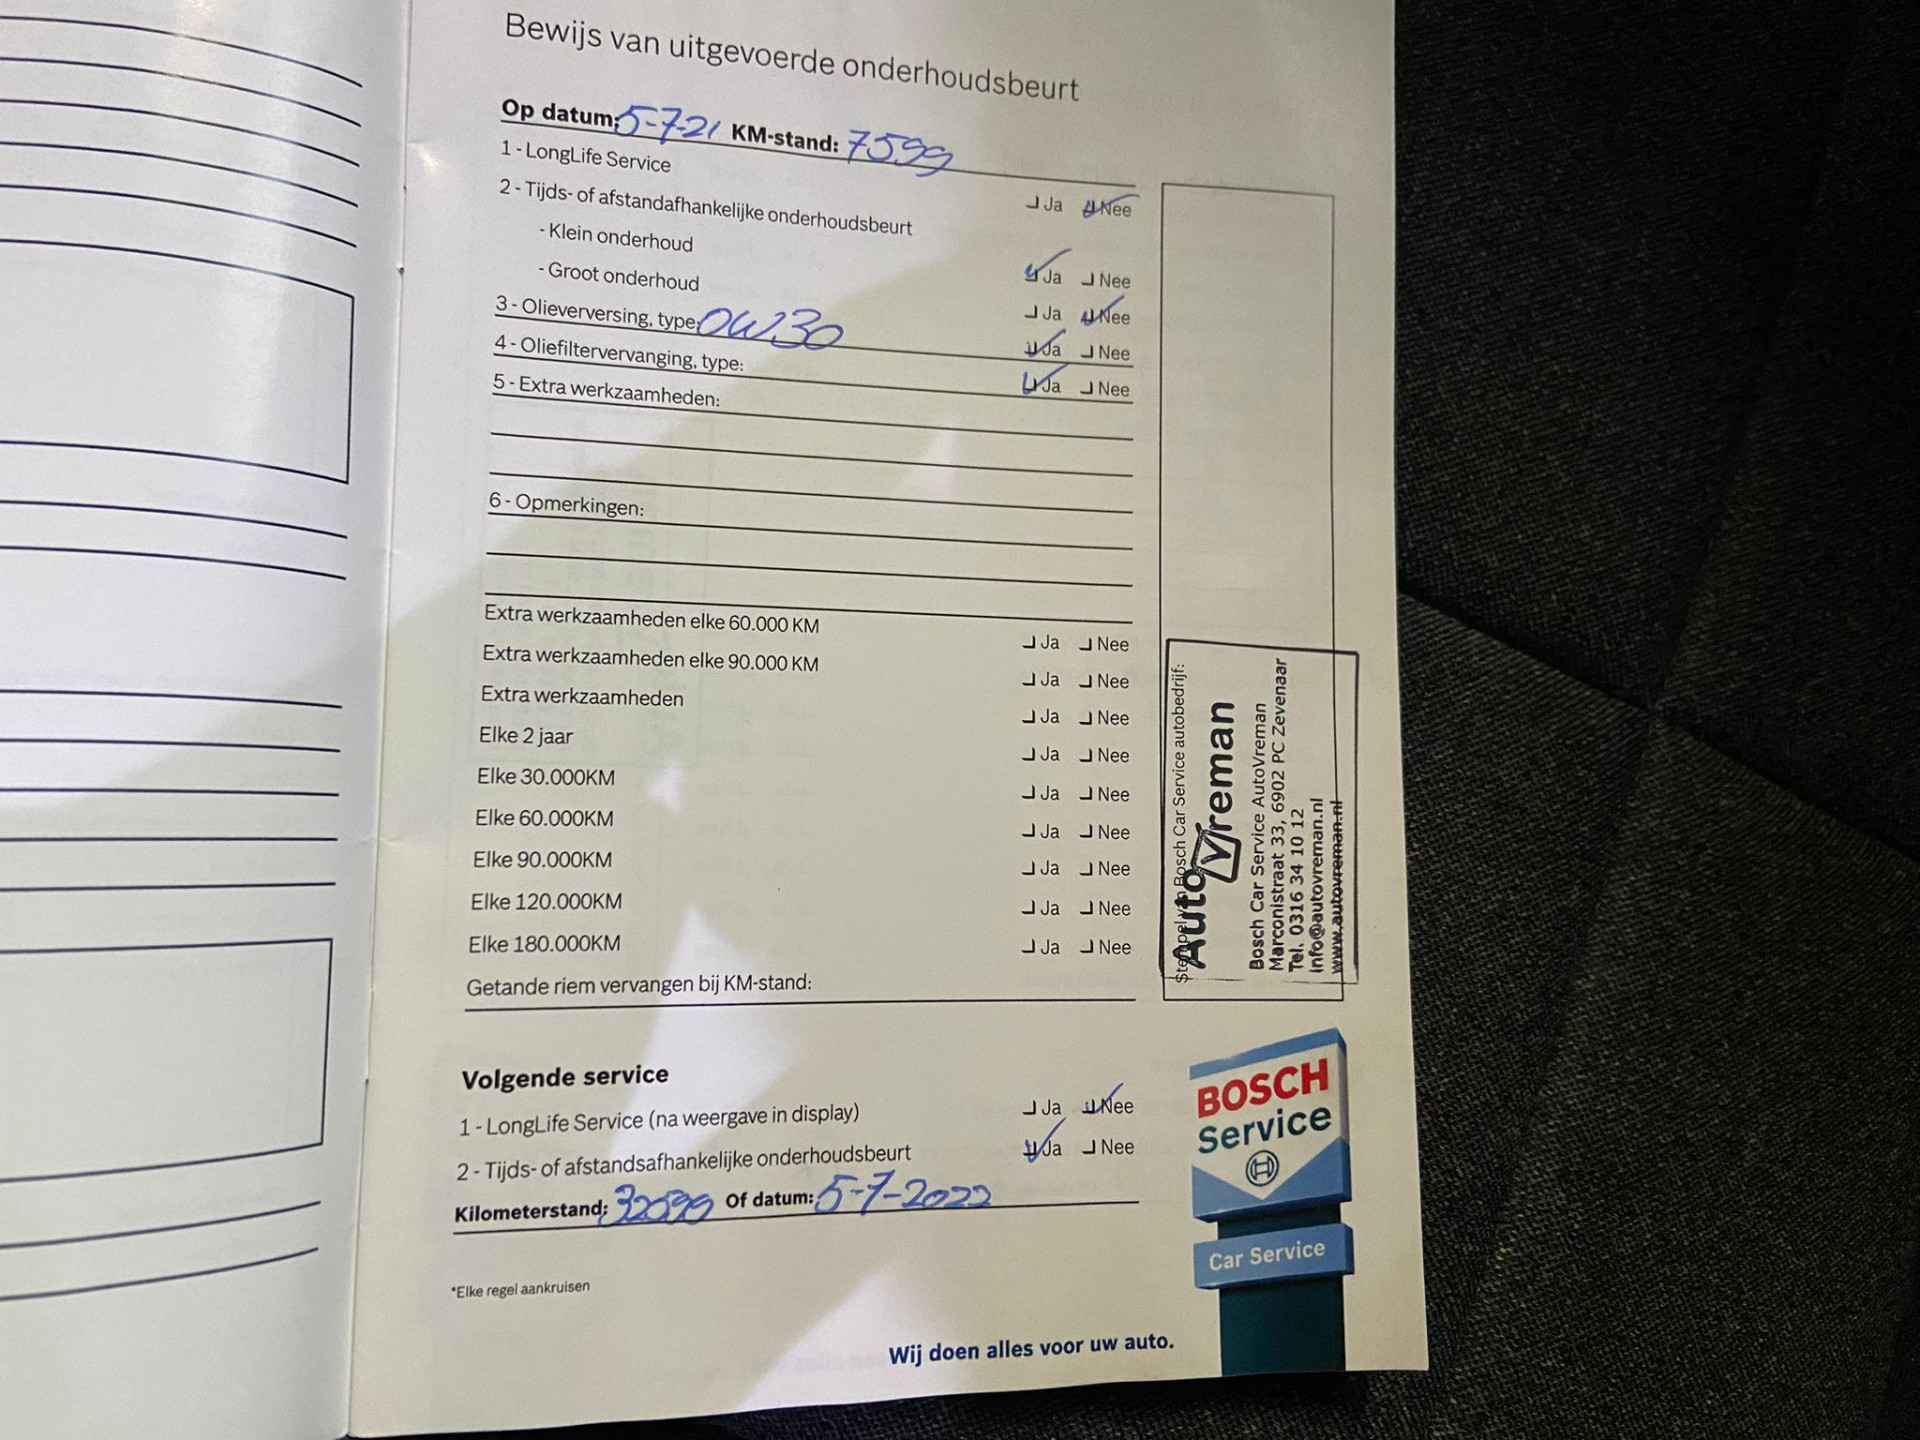 Bewijs van uitgevoerde onderhoudsbeurt
Op datum: 5-7-21 KM-stand: 7599
1 - LongLife Service Ja Nee
2 - Tijds- of afstandafhankelijke onderhoudsbeurt
- Klein onderhoud Ja Nee
- Groot onderhoud Ja Nee
3 - Olieverversing, type: 0W30 Ja Nee
4 - Oliefiltervervanging, type: Ja Nee
5 - Extra werkzaamheden:
6 - Opmerkingen:
Extra werkzaamheden elke 60.000 KM Ja Nee
Extra werkzaamheden elke 90.000 KM Ja Nee
Extra werkzaamheden Ja Nee
Elke 2 jaar Ja Nee
Elke 30.000KM Ja Nee
Elke 60.000KM Ja Nee
Elke 90.000KM Ja Nee
Elke 120.000KM Ja Nee
Elke 180.000KM Ja Nee
Getande riem vervangen bij KM-stand:
Stempel van Bosch Car Service autobedrijf:
AutoVreman
Bosch Car Service AutoVreman
Marconistraat 33, 6902 PC Zevenaar
Tel. 0316 34 10 12
Info@autovreman.nl
www.autovreman.nl
Volgende service
1 - LongLife Service (na weergave in display) Ja Nee
2 - Tijds- of afstandsafhankelijke onderhoudsbeurt Ja Nee
Kilometerstand: 32599 Of datum: 5-7-2022
*Elke regel aankruisen
BOSCH
Service
Car Service
Wij doen alles voor uw auto.